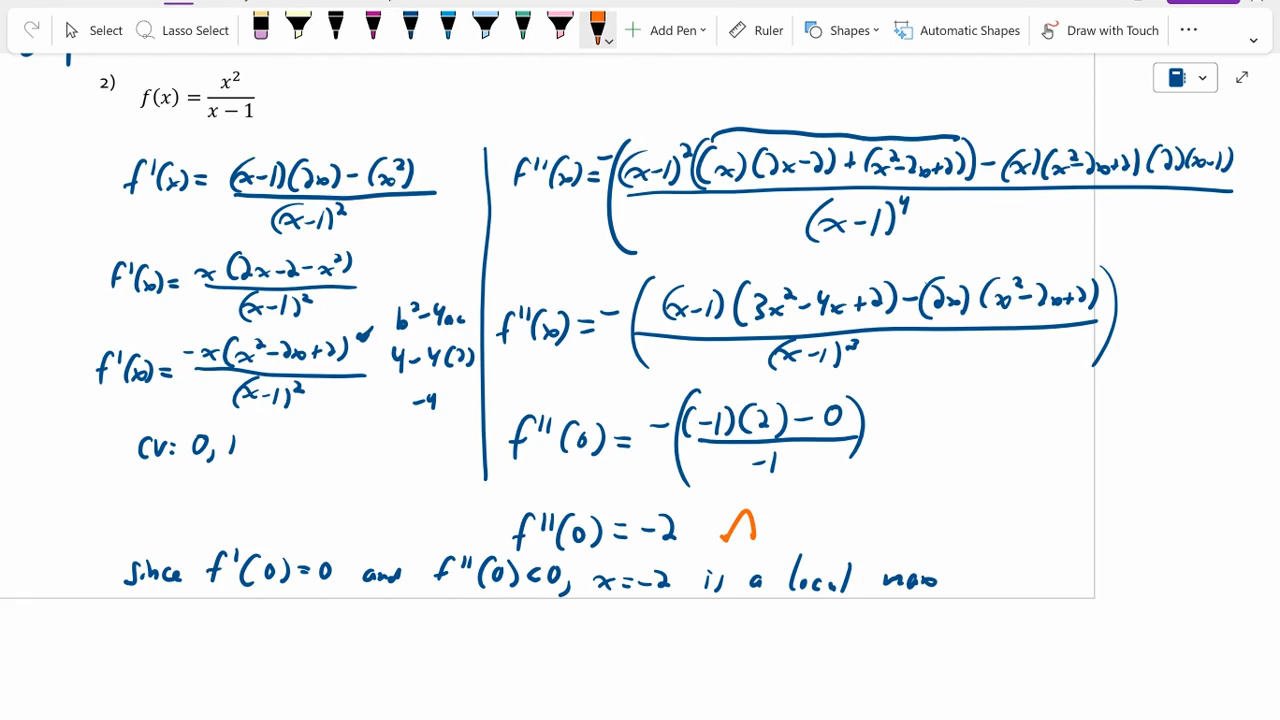 Select Lasso Select Add Pen Ruler Shapes Automatic Shapes Draw with Touch ...
2) f(x) = x²/(x − 1)
f'(x) = ((x-1)(2x) - (x²))/(x-1)²
f'(x) = x(2x-2-x²)/(x-1)²
f'(x) = -x(x²-2x+2)/(x-1)²
b²-4ac
4-4(2)
-4
CV: 0, 1
f''(x) = -(((x-1)²((x)(2x-2)+(x²-2x+2)) - (x)(x²-2x+2)(2)(x-1))/(x-1)⁴
f''(x) = -(((x-1)(3x²-4x+2)-(2x)(x²-2x+2))/(x-1)³)
f''(0) = -(((-1)(2)-0)/-1)
f''(0) = -2
Since f'(0)=0 and f''(0)<0, x=-2 is a local max